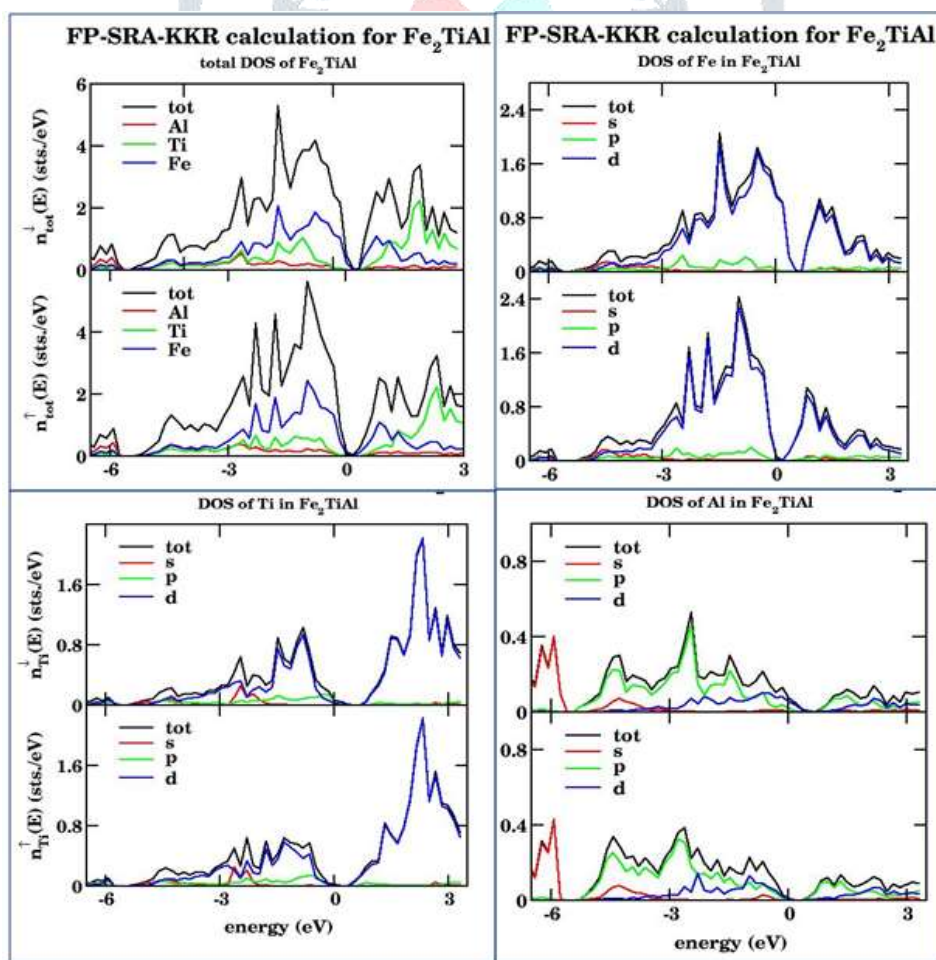 FP-SRA-KKR calculation for Fe₂TiAl
total DOS of Fe₂TiAl
n↓tot(E) (sts./eV)
6
4
2
0
tot
Al
Ti
Fe
n↑tot(E) (sts./eV)
4
2
0
tot
Al
Ti
Fe
-6
-3
0
3
FP-SRA-KKR calculation for Fe₂TiAl
DOS of Fe in Fe₂TiAl
2.4
1.6
0.8
0
tot
s
p
d
2.4
1.6
0.8
0
tot
s
p
d
-6
-3
0
3
DOS of Ti in Fe₂TiAl
n↓Ti(E) (sts./eV)
1.6
0.8
0
tot
s
p
d
n↑Ti(E) (sts./eV)
1.6
0.8
0
tot
s
p
d
-6
-3
0
3
energy (eV)
DOS of Al in Fe₂TiAl
0.8
0.4
0
tot
s
p
d
0.8
0.4
0
tot
s
p
d
-6
-3
0
3
energy (eV)